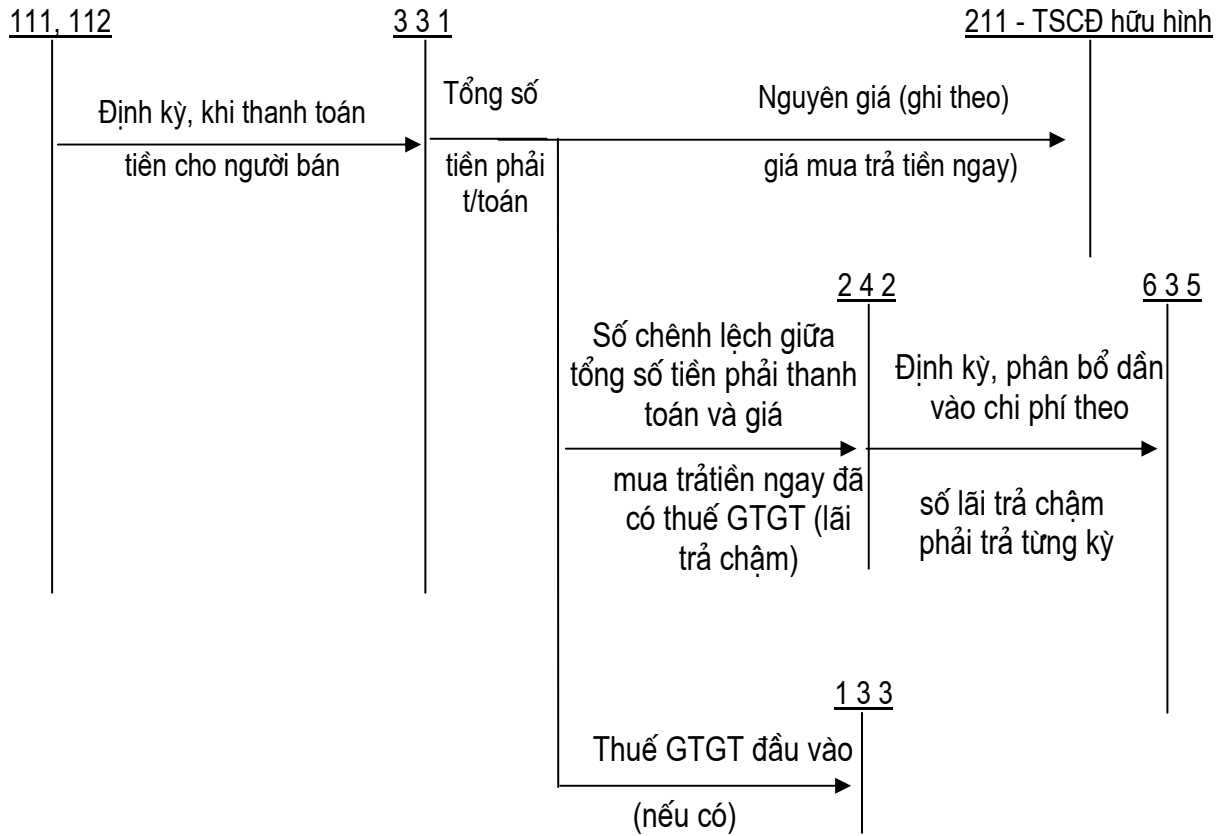 111, 112
3 3 1
211 - TSCĐ hữu hình
Định kỳ, khi thanh toán
tiền cho người bán
Tổng số
tiền phải
t/toán
Nguyên giá (ghi theo)
giá mua trả tiền ngay)
2 4 2
6 3 5
Số chênh lệch giữa
tổng số tiền phải thanh
toán và giá
mua trảtiền ngay đã
có thuế GTGT (lãi
trả chậm)
Định kỳ, phân bổ dần
vào chi phí theo
số lãi trả chậm
phải trả từng kỳ
1 3 3
Thuế GTGT đầu vào
(nếu có)